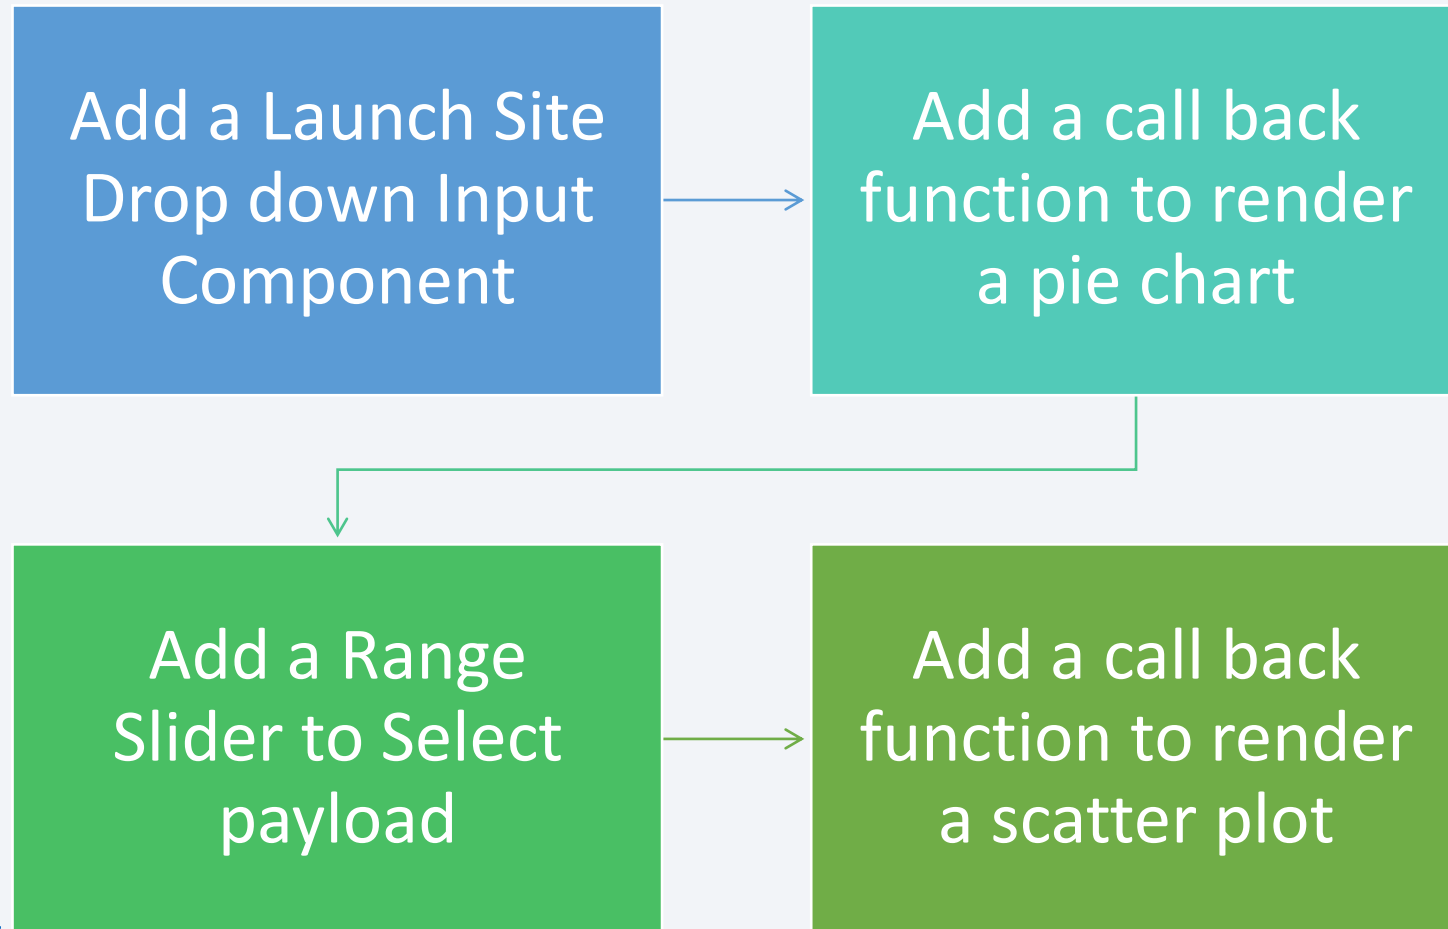 Add a Launch Site
Drop down Input
Component
Add a call back
function to render
a pie chart
Add a Range
Slider to Select
payload
Add a call back
function to render
a scatter plot